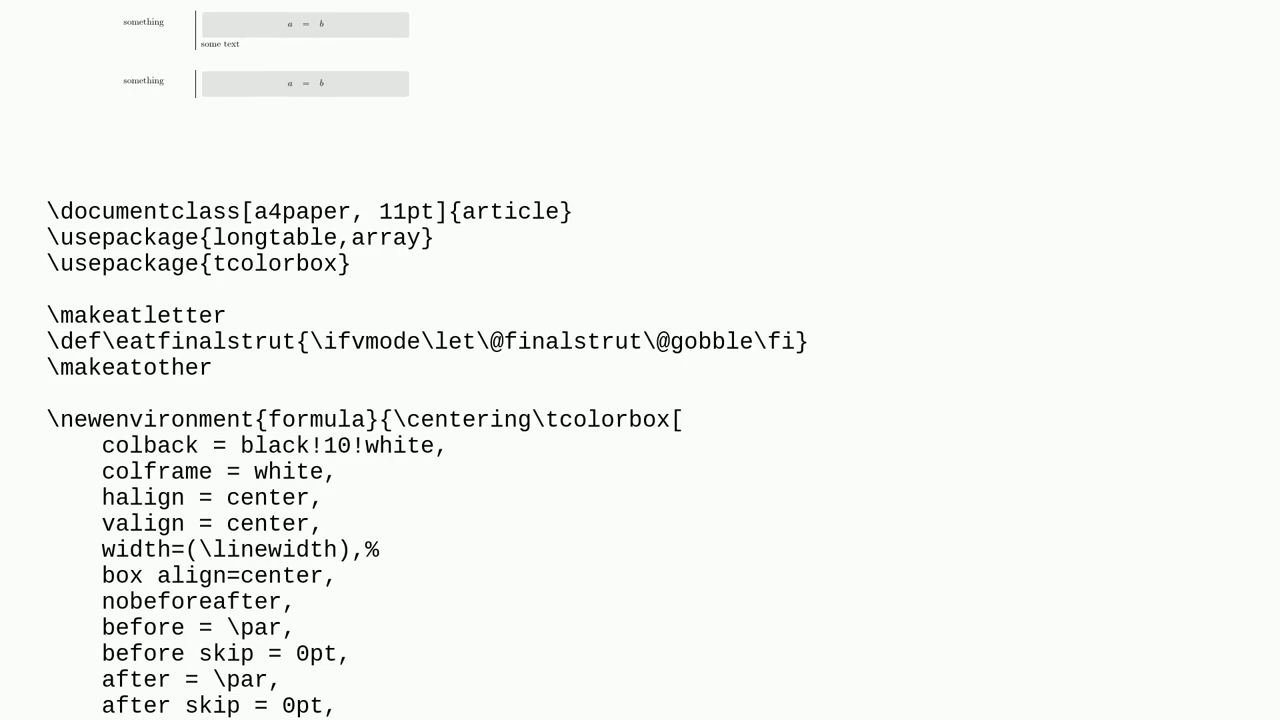 something
a = b
some text
something
a = b
\documentclass[a4paper, 11pt]{article}
\usepackage{longtable,array}
\usepackage{tcolorbox}
\makeatletter
\def\eatfinalstrut{\ifvmode\let\@finalstrut\@gobble\fi}
\makeatother
\newenvironment{formula}{\centering\tcolorbox[
    colback = black!10!white,
    colframe = white,
    halign = center,
    valign = center,
    width=(\linewidth),%
    box align=center,
    nobeforeafter,
    before = \par,
    before skip = 0pt,
    after = \par,
    after skip = 0pt,